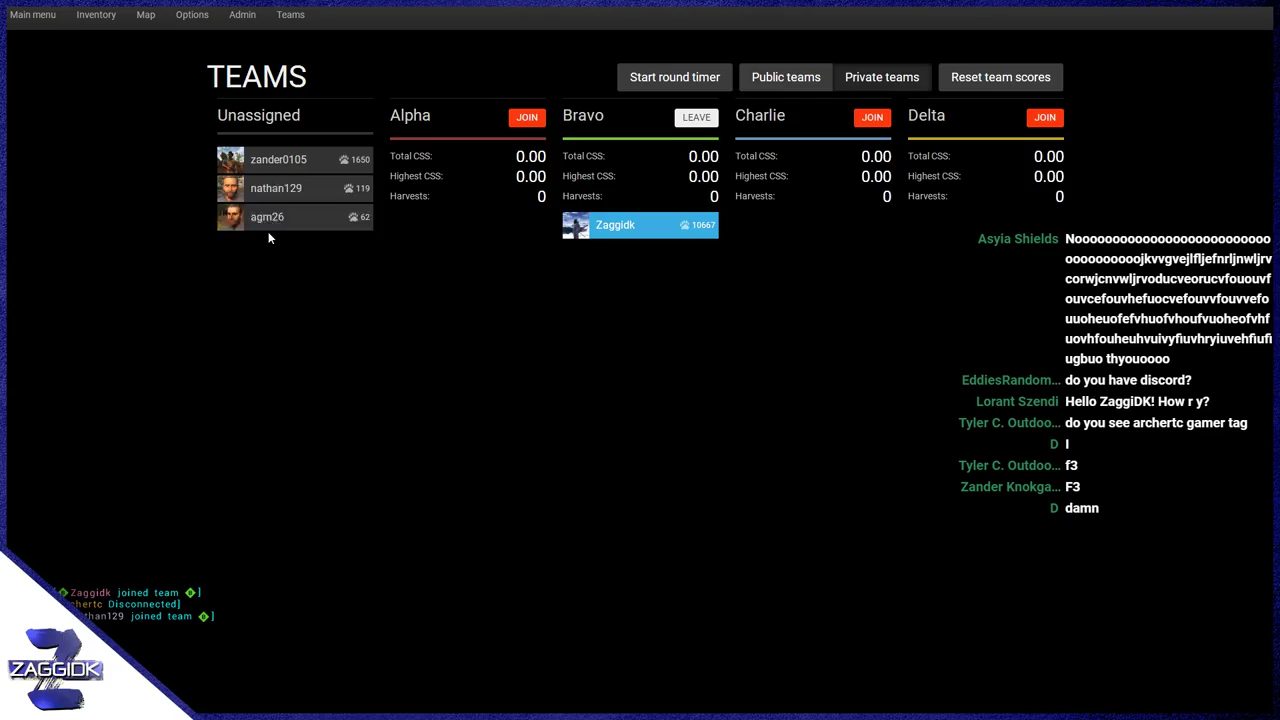 Main menu Inventory Map Options Admin Teams
TEAMS
Start round timer Public teams Private teams Reset team scores
Unassigned
zander0105 1650
nathan129 119
agm26 62
Alpha JOIN
Total CSS: 0.00
Highest CSS: 0.00
Harvests: 0
Bravo LEAVE
Total CSS: 0.00
Highest CSS: 0.00
Harvests: 0
Zaggidk 10667
Charlie JOIN
Total CSS: 0.00
Highest CSS: 0.00
Harvests: 0
Delta JOIN
Total CSS: 0.00
Highest CSS: 0.00
Harvests: 0
Asyia Shields Nooooooooooooooooooooooooooo
oooooooooojkvvgvejlfljefnrljnwljrv
corwjcnvwljrvoducveorucvfououvf
ouvcefouvhefuocvefouvvfouvvefo
uuoheuofefvhuofvhoufvuoheofvhf
uovhfouheuhvuivyfiuvhryiuvehfiufi
ugbuo thyouoooo
EddiesRandom... do you have discord?
Lorant Szendi Hello ZaggiDK! How r y?
Tyler C. Outdoo... do you see archertc gamer tag
D I
Tyler C. Outdoo... f3
Zander Knokga... F3
D damn
Zaggidk joined team B ]
chertc Disconnected]
than129 joined team B ]
ZAGGIDK